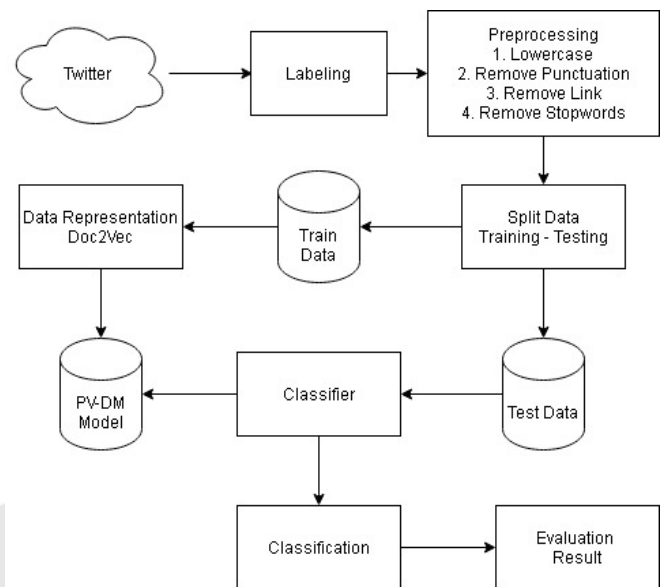 Twitter
Labeling
Preprocessing
1. Lowercase
2. Remove Punctuation
3. Remove Link
4. Remove Stopwords
Data Representation
Doc2Vec
Train
Data
Split Data
Training - Testing
PV-DM
Model
Classifier
Test Data
Classification
Evaluation
Result